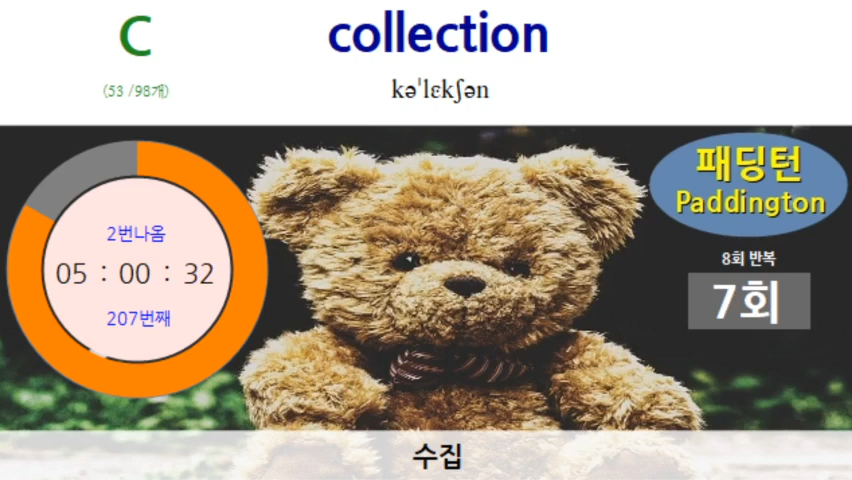 C
collection
(53 /98개)
kəˈlɛkʃən
패딩턴
Paddington
2번나옴
05 : 00 : 32
207번째
8회 반복
7회
수집